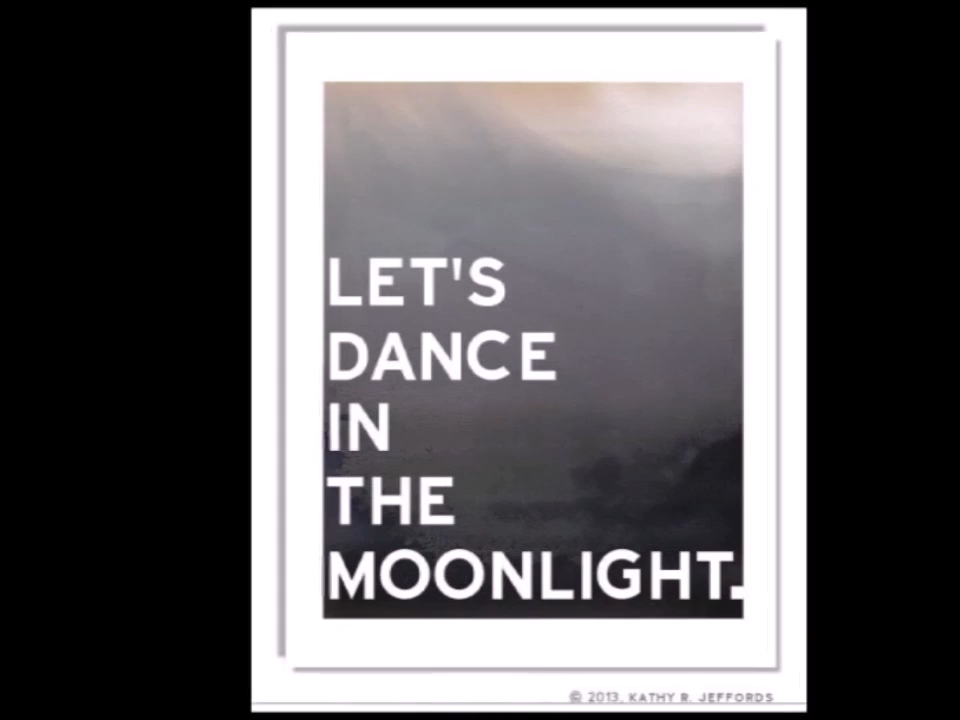 LET'S
DANCE
IN
THE
MOONLIGHT.
© 2013, KATHY R. JEFFORDS